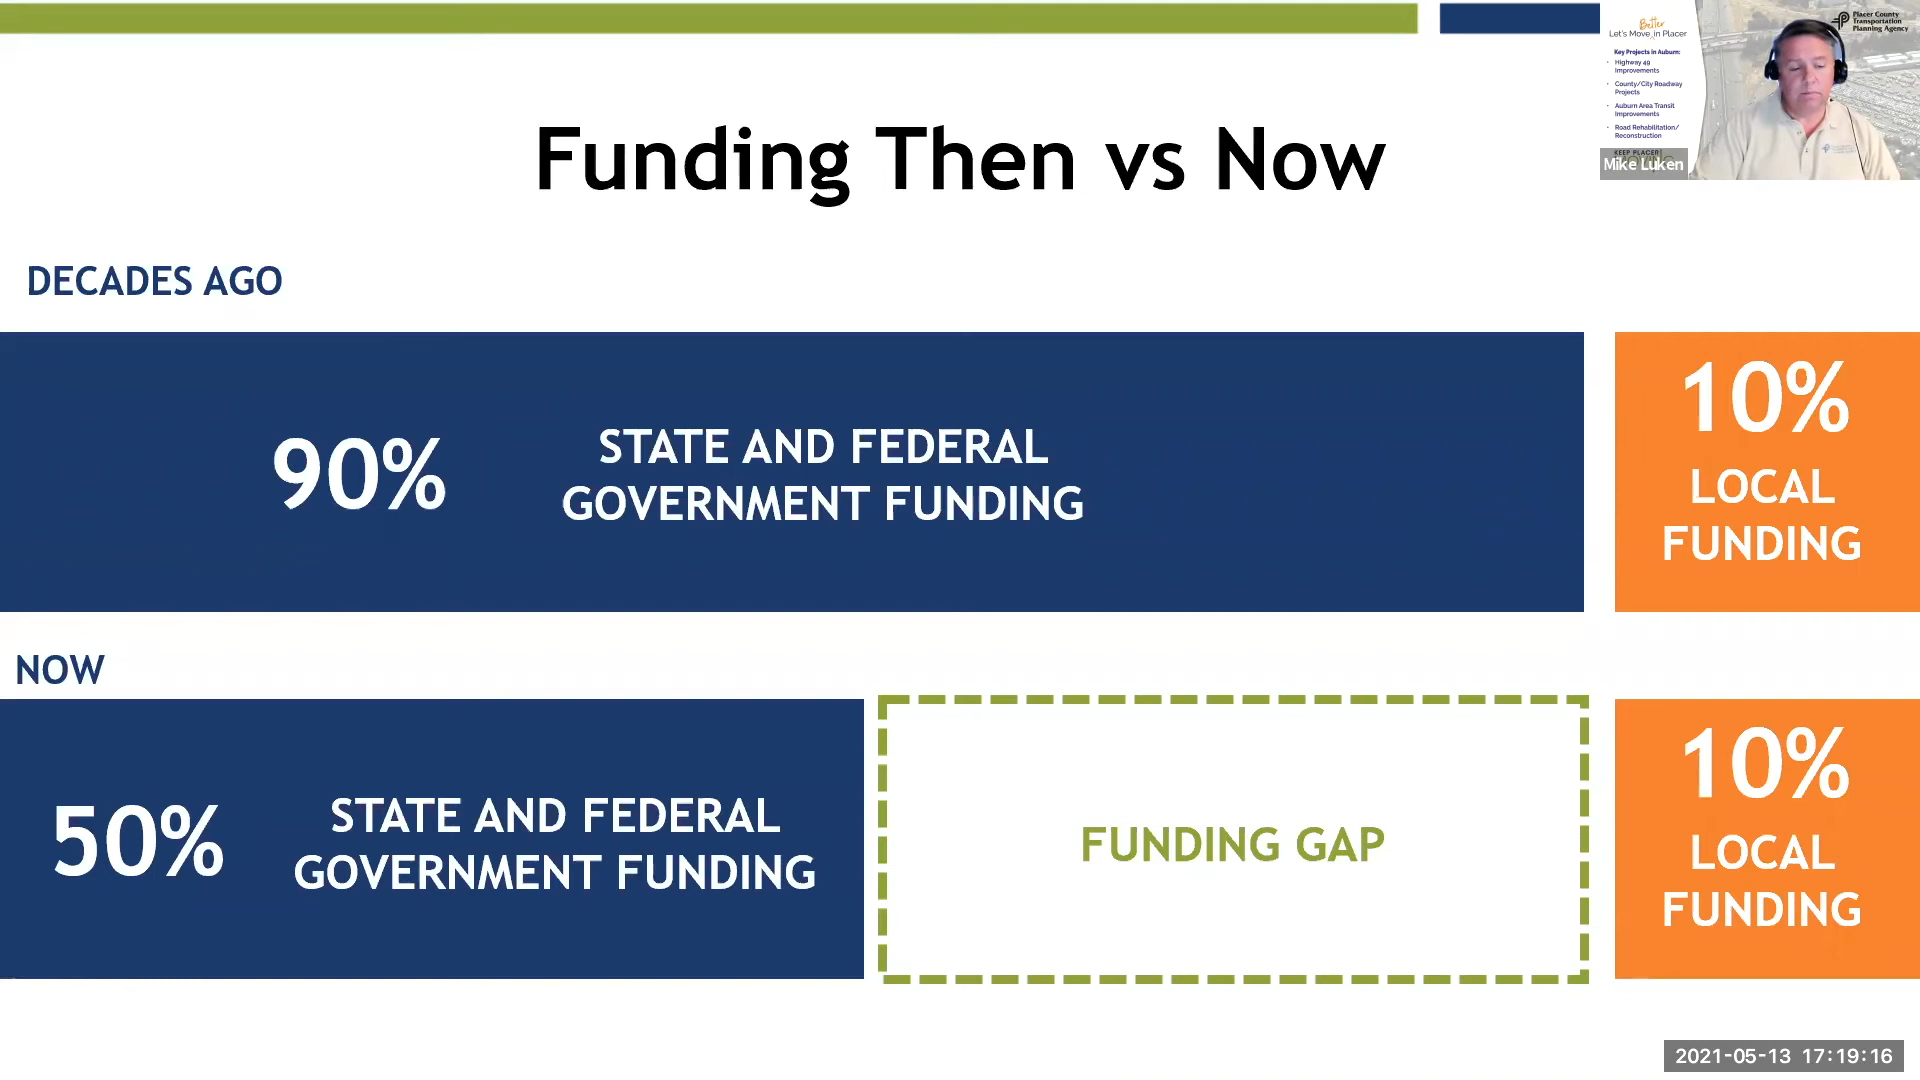 Funding Then vs Now
DECADES AGO
90%
STATE AND FEDERAL
GOVERNMENT FUNDING
10%
LOCAL
FUNDING
NOW
50%
STATE AND FEDERAL
GOVERNMENT FUNDING
FUNDING GAP
10%
LOCAL
FUNDING
Better
Let's Move in Placer
Key Projects in Auburn:
Highway 49
Improvements
County/City Roadway
Projects
Auburn Area Transit
Improvements
Road Rehabilitation/
Reconstruction
KEEP PLACER
Mike Luken
Placer County
Transportation
Planning Agency
2021-05-13 17:19:16